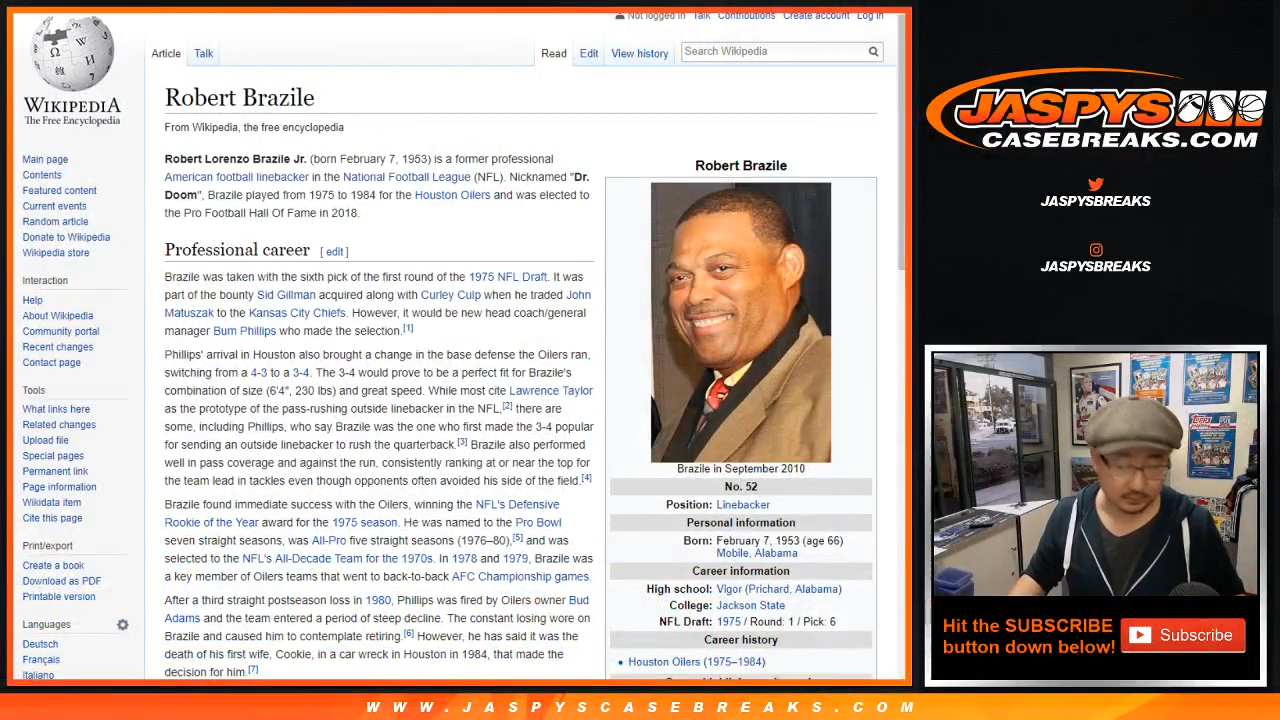 Not logged in Talk Contributions Create account Log in
Article Talk Read Edit View history Search Wikipedia
WIKIPEDIA
The Free Encyclopedia
Main page
Contents
Featured content
Current events
Random article
Donate to Wikipedia
Wikipedia store
Interaction
Help
About Wikipedia
Community portal
Recent changes
Contact page
Tools
What links here
Related changes
Upload file
Special pages
Permanent link
Page information
Wikidata item
Cite this page
Print/export
Create a book
Download as PDF
Printable version
Languages
Deutsch
Français
Italiano
Robert Brazile
From Wikipedia, the free encyclopedia
Robert Lorenzo Brazile Jr. (born February 7, 1953) is a former professional
American football linebacker in the National Football League (NFL). Nicknamed "Dr.
Doom", Brazile played from 1975 to 1984 for the Houston Oilers and was elected to
the Pro Football Hall Of Fame in 2018.
Professional career [ edit ]
Brazile was taken with the sixth pick of the first round of the 1975 NFL Draft. It was
part of the bounty Sid Gillman acquired along with Curley Culp when he traded John
Matuszak to the Kansas City Chiefs. However, it would be new head coach/general
manager Bum Phillips who made the selection.[1]
Phillips' arrival in Houston also brought a change in the base defense the Oilers ran,
switching from a 4-3 to a 3-4. The 3-4 would prove to be a perfect fit for Brazile's
combination of size (6'4", 230 lbs) and great speed. While most cite Lawrence Taylor
as the prototype of the pass-rushing outside linebacker in the NFL,[2] there are
some, including Phillips, who say Brazile was the one who first made the 3-4 popular
for sending an outside linebacker to rush the quarterback.[3] Brazile also performed
well in pass coverage and against the run, consistently ranking at or near the top for
the team lead in tackles even though opponents often avoided his side of the field.[4]
Brazile found immediate success with the Oilers, winning the NFL's Defensive
Rookie of the Year award for the 1975 season. He was named to the Pro Bowl
seven straight seasons, was All-Pro five straight seasons (1976–80),[5] and was
selected to the NFL's All-Decade Team for the 1970s. In 1978 and 1979, Brazile was
a key member of Oilers teams that went to back-to-back AFC Championship games.
After a third straight postseason loss in 1980, Phillips was fired by Oilers owner Bud
Adams and the team entered a period of steep decline. The constant losing wore on
Brazile and caused him to contemplate retiring.[6] However, he has said it was the
death of his first wife, Cookie, in a car wreck in Houston in 1984, that made the
decision for him.[7]
Robert Brazile
Brazile in September 2010
No. 52
Position: Linebacker
Personal information
Born: February 7, 1953 (age 66)
Mobile, Alabama
Career information
High school: Vigor (Prichard, Alabama)
College: Jackson State
NFL Draft: 1975 / Round: 1 / Pick: 6
Career history
Houston Oilers (1975–1984)
JASPYS
CASEBREAKS.COM
JASPYSBREAKS
JASPYSBREAKS
Hit the SUBSCRIBE
button down below!
Subscribe
WWW.JASPYSCASEBREAKS.COM